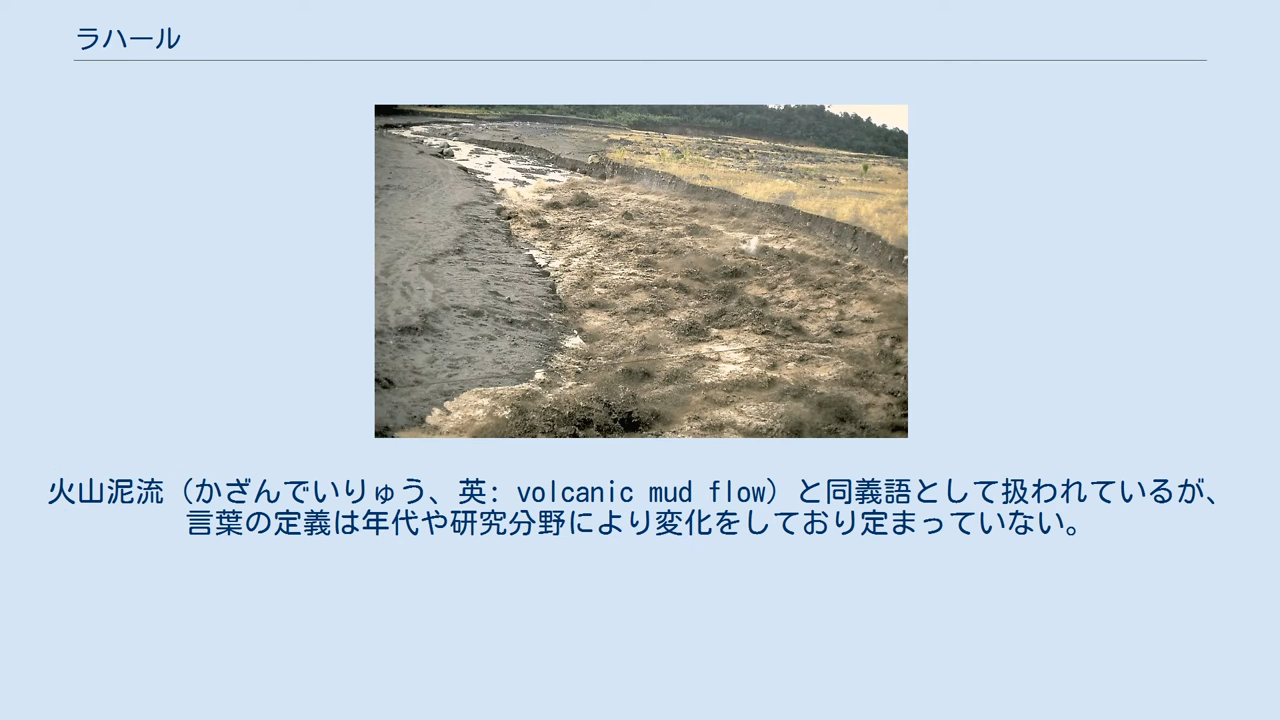 ラハール
火山泥流（かざんでいりゅう、英: volcanic mud flow）と同義語として扱われているが、
言葉の定義は年代や研究分野により変化をしており定まっていない。